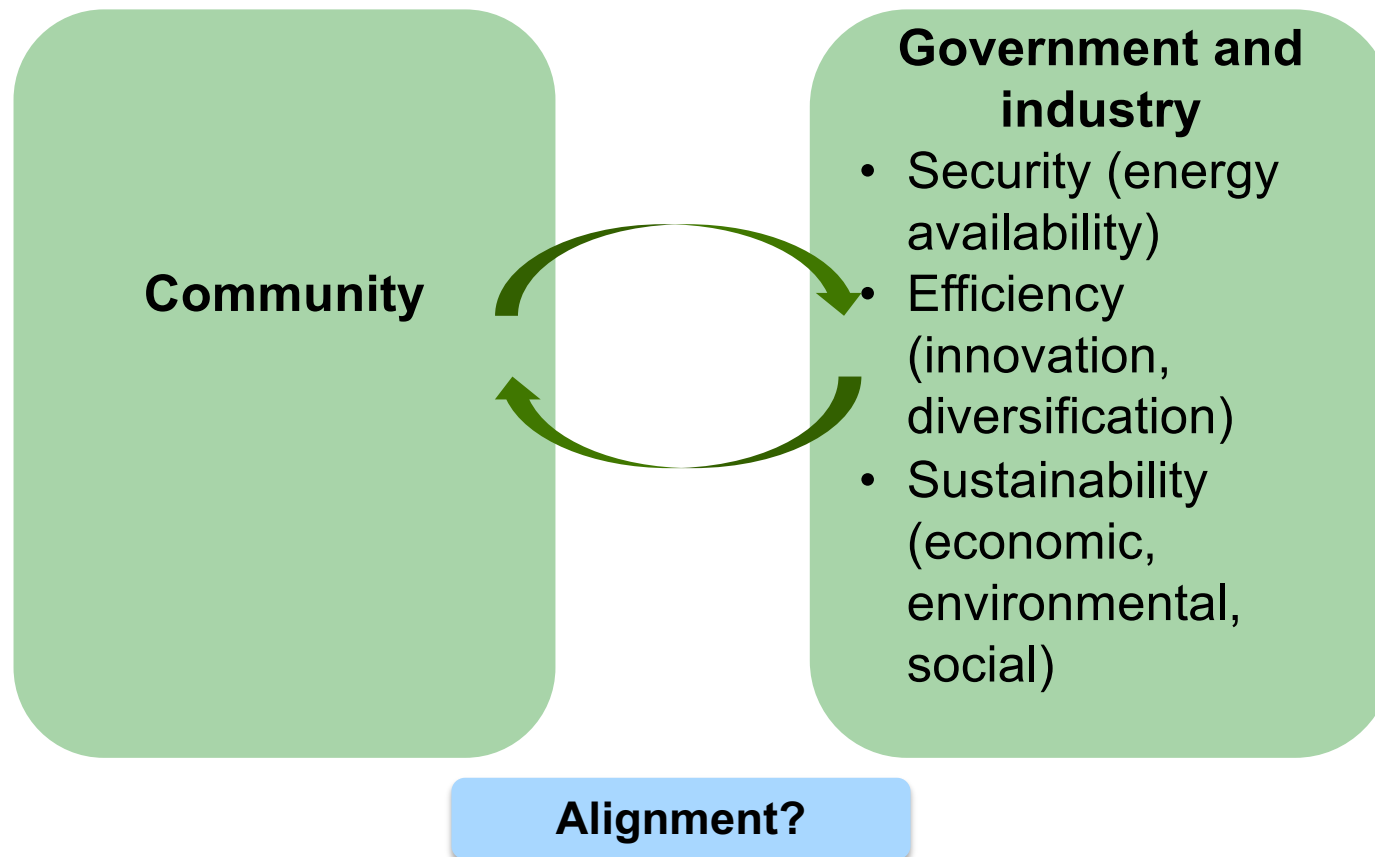 Community
Government and
industry
• Security (energy
availability)
• Efficiency
(innovation,
diversification)
• Sustainability
(economic,
environmental,
social)
Alignment?